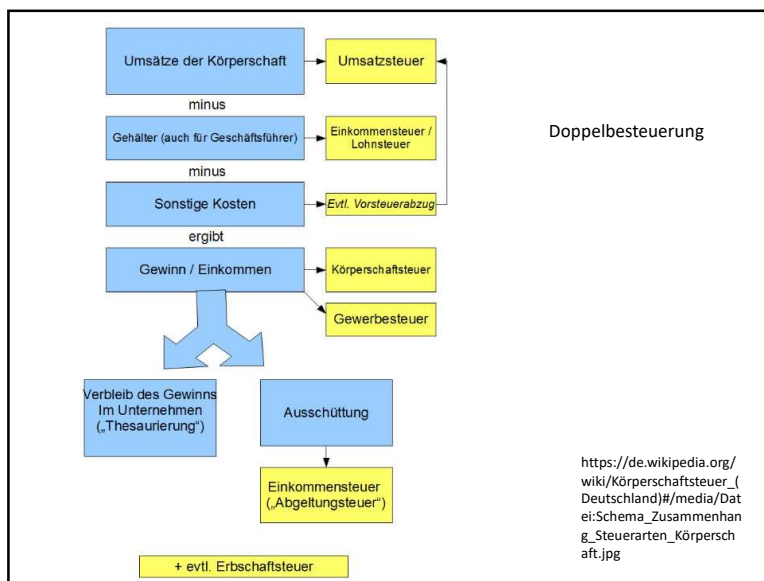 Umsätze der Körperschaft
Umsatzsteuer
minus
Gehälter (auch für Geschäftsführer)
Einkommensteuer /
Lohnsteuer
Doppelbesteuerung
minus
Sonstige Kosten
Evtl. Vorsteuerabzug
ergibt
Gewinn / Einkommen
Körperschaftsteuer
Gewerbesteuer
Verbleib des Gewinns
Im Unternehmen
(„Thesaurierung“)
Ausschüttung
Einkommensteuer
(„Abgeltungsteuer“)
+ evtl. Erbschaftsteuer
https://de.wikipedia.org/
wiki/Körperschaftsteuer_(
Deutschland)#/media/Dat
ei:Schema_Zusammenhan
g_Steuerarten_Körpersch
aft.jpg